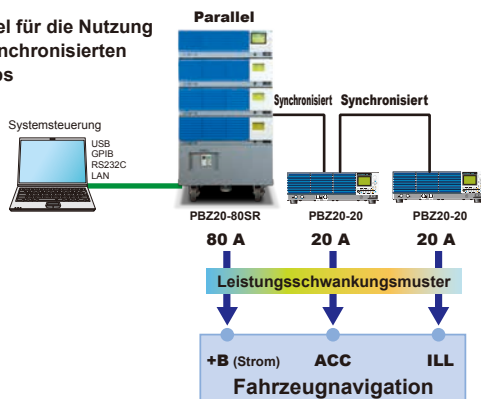 Parallel
el für die Nutzung
nchronisierten
os
Synchronisiert Synchronisiert
Systemsteuerung
USB
GPIB
RS232C
LAN
PBZ20-80SR PBZ20-20 PBZ20-20
80 A 20 A 20 A
Leistungsschwankungsmuster
+B (Strom) ACC ILL
Fahrzeugnavigation